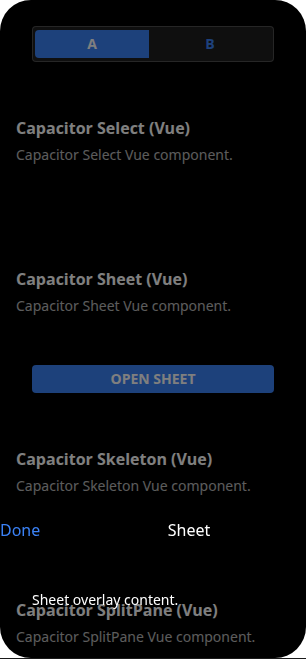 A B
Capacitor Select (Vue)
Capacitor Select Vue component.
Capacitor Sheet (Vue)
Capacitor Sheet Vue component.
OPEN SHEET
Capacitor Skeleton (Vue)
Capacitor Skeleton Vue component.
Done Sheet
Sheet overlay content.
Capacitor SplitPane (Vue)
Capacitor SplitPane Vue component.